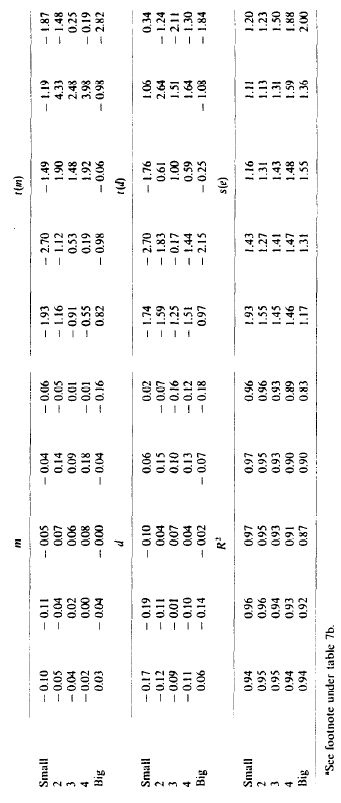 m t(m)
Small − 0.10 − 0.11 − 0.05 − 0.04 − 0.06 − 1.93 − 2.70 − 1.49 − 1.19 − 1.87
2 − 0.05 − 0.04 0.07 0.14 − 0.05 − 1.16 − 1.12 1.90 4.33 − 1.48
3 − 0.04 0.02 0.06 0.09 0.01 − 0.91 0.53 1.48 2.48 0.25
4 − 0.02 0.00 0.08 0.18 − 0.01 − 0.55 0.19 1.92 3.98 − 0.19
Big 0.03 − 0.04 − 0.00 − 0.04 − 0.16 0.82 − 0.98 − 0.06 − 0.98 − 2.82
d t(d)
Small − 0.17 − 0.19 − 0.10 0.06 0.02 − 1.74 − 2.70 − 1.76 1.06 0.34
2 − 0.12 − 0.11 0.04 0.15 − 0.07 − 1.59 − 1.83 0.61 2.64 − 1.24
3 − 0.09 − 0.01 0.07 0.10 − 0.16 − 1.25 − 0.17 1.00 1.51 − 2.11
4 − 0.11 − 0.10 0.04 0.13 − 0.12 − 1.51 − 1.44 0.59 1.64 − 1.30
Big 0.06 − 0.14 − 0.02 − 0.07 − 0.18 0.97 − 2.15 − 0.25 − 1.08 − 1.84
R² s(e)
Small 0.94 0.96 0.97 0.97 0.96 1.93 1.43 1.16 1.11 1.20
2 0.95 0.96 0.95 0.95 0.96 1.55 1.27 1.31 1.13 1.23
3 0.95 0.94 0.93 0.93 0.93 1.45 1.41 1.43 1.31 1.50
4 0.94 0.93 0.91 0.90 0.89 1.46 1.47 1.48 1.59 1.88
Big 0.94 0.92 0.87 0.90 0.83 1.17 1.31 1.55 1.36 2.00
ᵃSee footnote under table 7b.